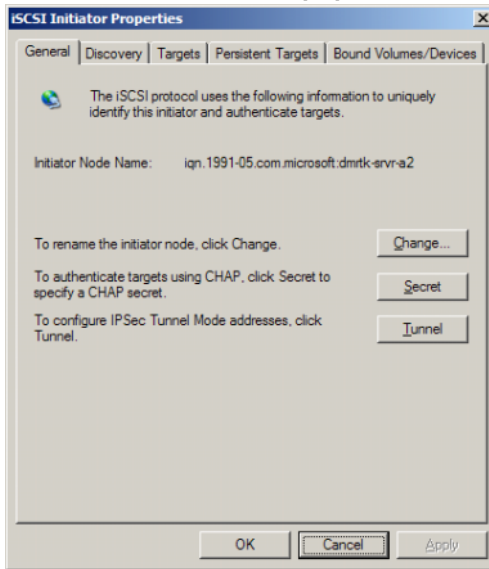 iSCSI Initiator Properties
General Discovery Targets Persistent Targets Bound Volumes/Devices
The iSCSI protocol uses the following information to uniquely
identify this initiator and authenticate targets.
Initiator Node Name: iqn.1991-05.com.microsoft:dmrtk-srvr-a2
To rename the initiator node, click Change.
Change...
To authenticate targets using CHAP, click Secret to
specify a CHAP secret.
Secret
To configure IPSec Tunnel Mode addresses, click
Tunnel.
Tunnel
OK Cancel Apply